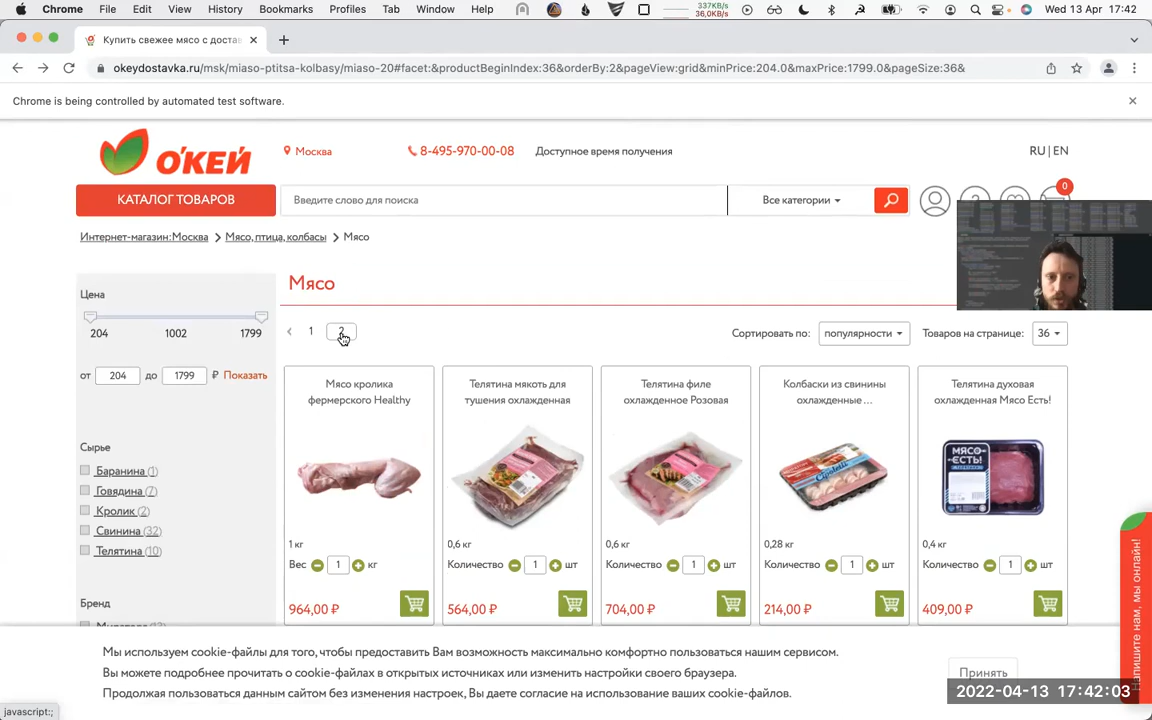 Chrome File Edit View History Bookmarks Profiles Tab Window Help 337KB/s 36,0KB/s Wed 13 Apr 17:42
Купить свежее мясо с достав
okeydostavka.ru/msk/miaso-ptitsa-kolbasy/miaso-20#facet:&productBeginIndex:36&orderBy:2&pageView:grid&minPrice:204.0&maxPrice:1799.0&pageSize:36&
Chrome is being controlled by automated test software.
О'КЕЙ Москва 8-495-970-00-08 Доступное время получения RU | EN
КАТАЛОГ ТОВАРОВ Введите слово для поиска Все категории 0
Интернет-магазин:Москва Мясо, птица, колбасы Мясо
Мясо
Цена
204 1002 1799
от 204 до 1799 ₽ Показать
1 2 Сортировать по: популярности Товаров на странице: 36
Сырье
Баранина (1)
Говядина (7)
Кролик (2)
Свинина (32)
Телятина (10)
Бренд
Мясо кролика фермерского Healthy
1 кг
Вес 1 кг
964,00 ₽
Телятина мякоть для тушения охлажденная
0,6 кг
Количество 1 шт
564,00 ₽
Телятина филе охлажденное Розовая
0,6 кг
Количество 1 шт
704,00 ₽
Колбаски из свинины охлажденные ...
0,28 кг
Количество 1 шт
214,00 ₽
Телятина духовая охлажденная Мясо Есть!
МЯСО ЕСТЬ!
0,4 кг
Количество 1 шт
409,00 ₽
Напишите нам, мы онлайн!
Мы используем cookie-файлы для того, чтобы предоставить Вам возможность максимально комфортно пользоваться нашим сервисом.
Вы можете подробнее прочитать о cookie-файлах в открытых источниках или изменить настройки своего браузера.
Продолжая пользоваться данным сайтом без изменения настроек, Вы даете согласие на использование ваших cookie-файлов.
Принять
2022-04-13 17:42:03
javascript:;